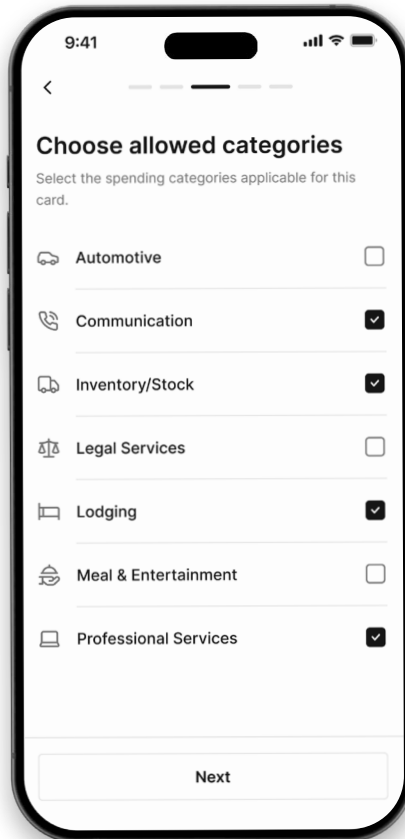 9:41
Choose allowed categories
Select the spending categories applicable for this
card.
Automotive
Communication
Inventory/Stock
Legal Services
Lodging
Meal & Entertainment
Professional Services
Next